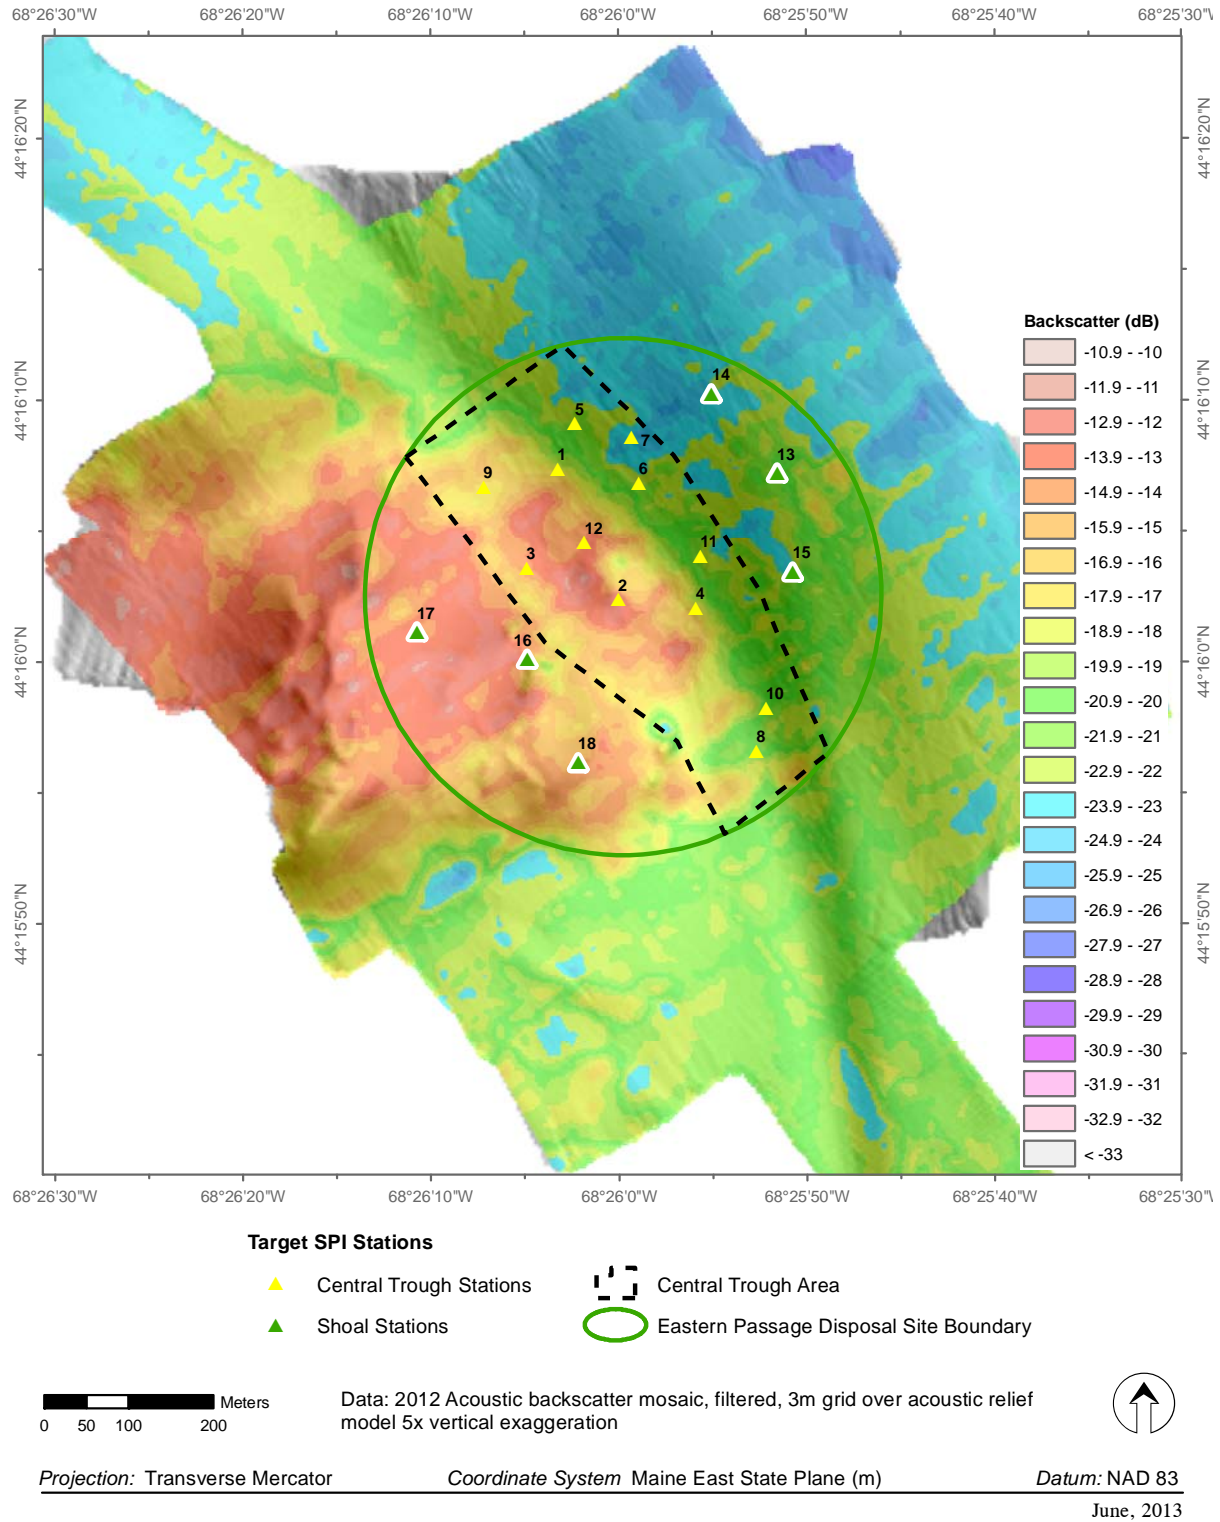 68°26'30"W 68°26'20"W 68°26'10"W 68°26'0"W 68°25'50"W 68°25'40"W 68°25'30"W
44°16'20"N 44°16'20"N
44°16'10"N 44°16'10"N
44°16'0"N 44°16'0"N
44°15'50"N 44°15'50"N
14
5
7
13
1
6
9
12
11
3
15
2
4
17
16
10
18
8
Backscatter (dB)
-10.9 - -10
-11.9 - -11
-12.9 - -12
-13.9 - -13
-14.9 - -14
-15.9 - -15
-16.9 - -16
-17.9 - -17
-18.9 - -18
-19.9 - -19
-20.9 - -20
-21.9 - -21
-22.9 - -22
-23.9 - -23
-24.9 - -24
-25.9 - -25
-26.9 - -26
-27.9 - -27
-28.9 - -28
-29.9 - -29
-30.9 - -30
-31.9 - -31
-32.9 - -32
< -33
68°26'30"W 68°26'20"W 68°26'10"W 68°26'0"W 68°25'50"W 68°25'40"W 68°25'30"W
Target SPI Stations
Central Trough Stations
Central Trough Area
Shoal Stations
Eastern Passage Disposal Site Boundary
Meters
0 50 100 200
Data: 2012 Acoustic backscatter mosaic, filtered, 3m grid over acoustic relief
model 5x vertical exaggeration
Projection: Transverse Mercator Coordinate System Maine East State Plane (m) Datum: NAD 83
June, 2013